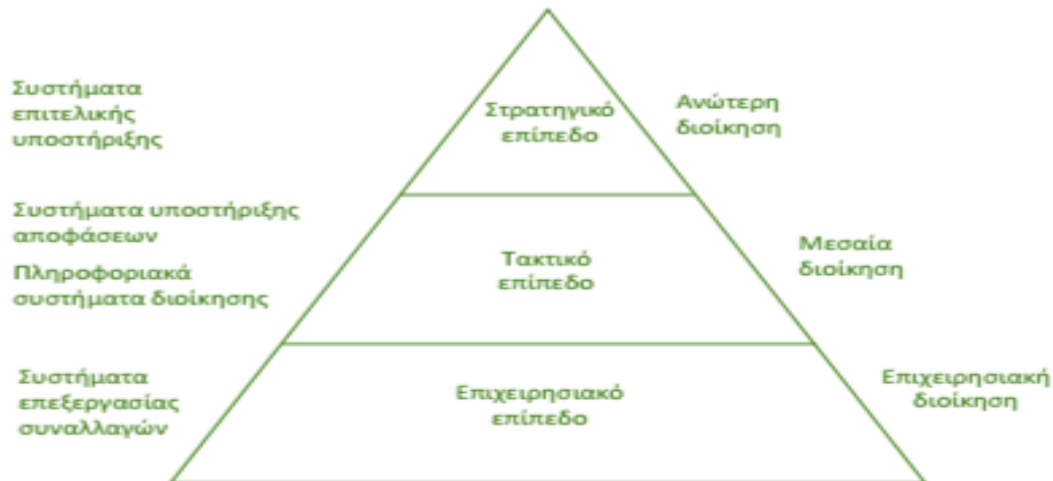 Συστήματα
επιτελικής
υποστήριξης
Στρατηγικό
επίπεδο
Ανώτερη
διοίκηση
Συστήματα υποστήριξης
αποφάσεων
Πληροφοριακά
συστήματα διοίκησης
Τακτικό
επίπεδο
Μεσαία
διοίκηση
Συστήματα
επεξεργασίας
συναλλαγών
Επιχειρησιακό
επίπεδο
Επιχειρησιακή
διοίκηση